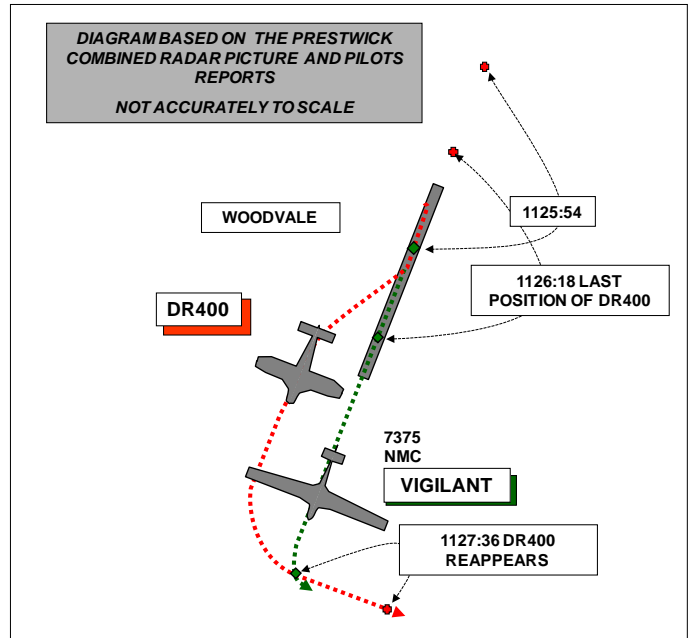 DIAGRAM BASED ON THE PRESTWICK
COMBINED RADAR PICTURE AND PILOTS
REPORTS
NOT ACCURATELY TO SCALE
WOODVALE
1125:54
1126:18 LAST
POSITION OF DR400
DR400
7375
NMC
VIGILANT
1127:36 DR400
REAPPEARS